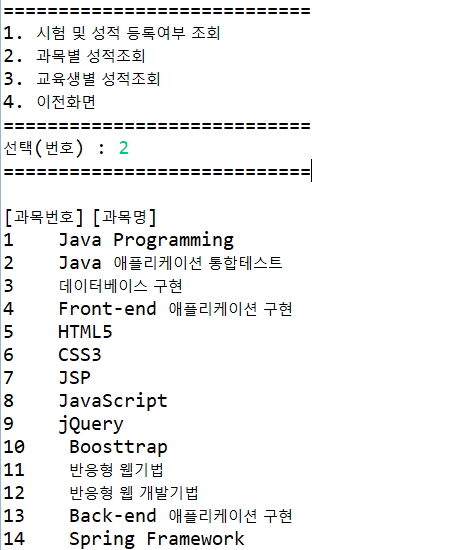 ============================
1. 시험 및 성적 등록여부 조회
2. 과목별 성적조회
3. 교육생별 성적조회
4. 이전화면
============================
선택(번호) : 2
============================
[과목번호] [과목명]
1 Java Programming
2 Java 애플리케이션 통합테스트
3 데이터베이스 구현
4 Front-end 애플리케이션 구현
5 HTML5
6 CSS3
7 JSP
8 JavaScript
9 jQuery
10 Boosttrap
11 반응형 웹기법
12 반응형 웹 개발기법
13 Back-end 애플리케이션 구현
14 Spring Framework